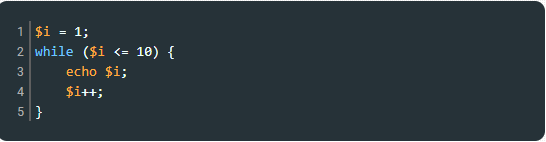 1 $i = 1;
2 while ($i <= 10) {
3     echo $i;
4     $i++;
5 }